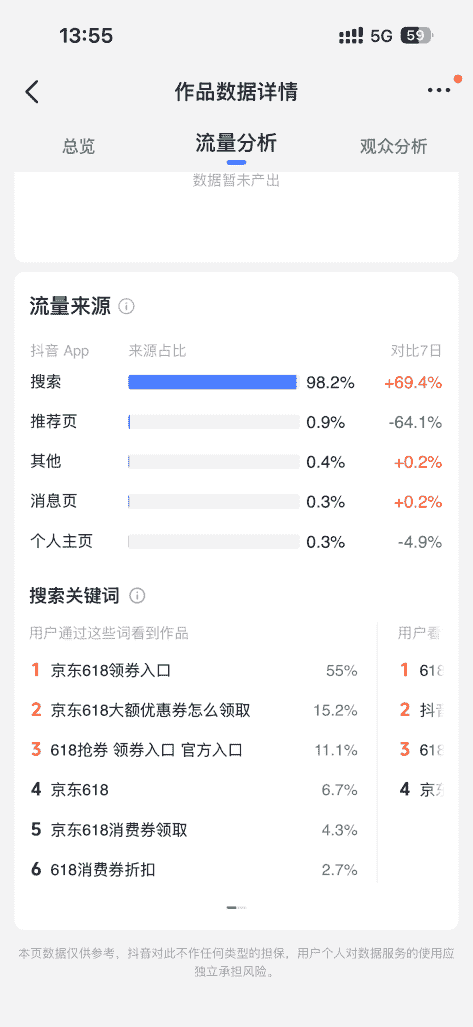 13:55
5G 59
作品数据详情
总览 流量分析 观众分析
数据暂未产出
流量来源
抖音 App 来源占比 对比7日
搜索 98.2% +69.4%
推荐页 0.9% -64.1%
其他 0.4% +0.2%
消息页 0.3% +0.2%
个人主页 0.3% -4.9%
搜索关键词
用户通过这些词看到作品 用户看
1 京东618领券入口 55% 1 618
2 京东618大额优惠券怎么领取 15.2% 2 抖音
3 618抢券 领券入口 官方入口 11.1% 3 618
4 京东618 6.7% 4 京东
5 京东618消费券领取 4.3%
6 618消费券折扣 2.7%
本页数据仅供参考，抖音对此不作任何类型的担保，用户个人对数据服务的使用应
独立承担风险。